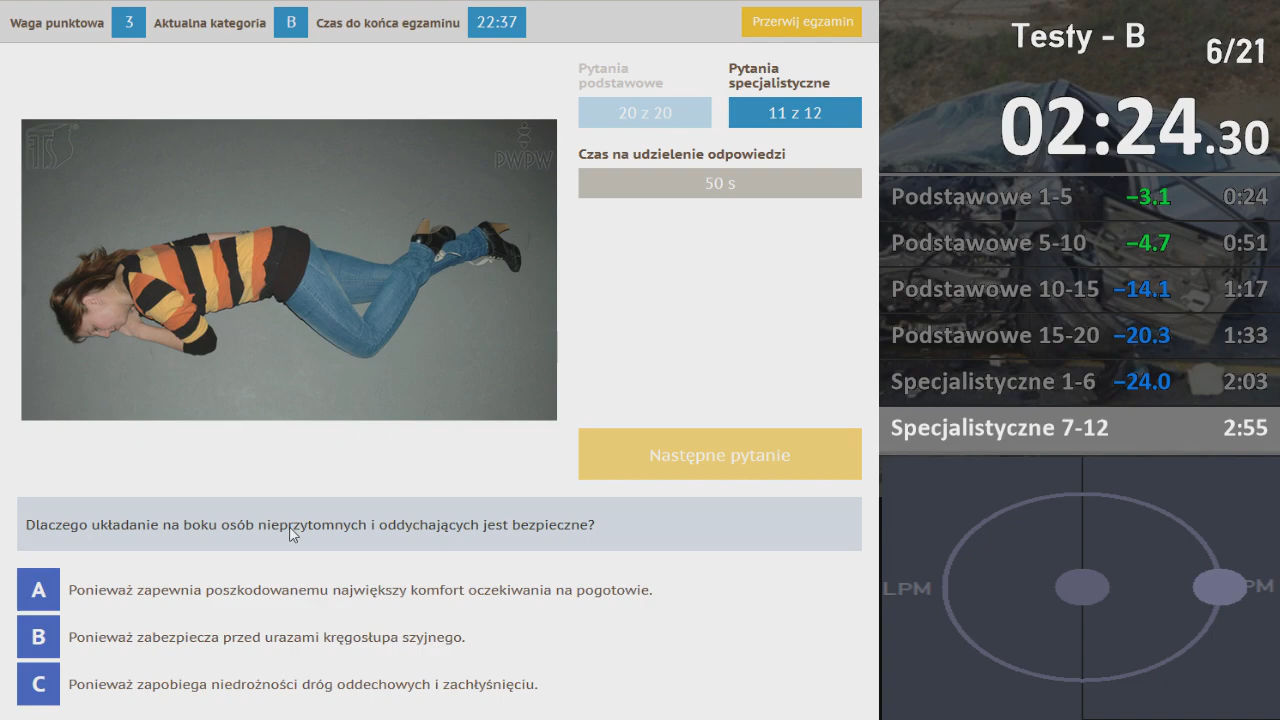 Waga punktowa 3 Aktualna kategoria B Czas do końca egzaminu 22:37 Przerwij egzamin
Pytania podstawowe
20 z 20
Pytania specjalistyczne
11 z 12
Czas na udzielenie odpowiedzi
50 s
ITS
PWPW
Następne pytanie
Dlaczego układanie na boku osób nieprzytomnych i oddychających jest bezpieczne?
A Ponieważ zapewnia poszkodowanemu największy komfort oczekiwania na pogotowie.
B Ponieważ zabezpiecza przed urazami kręgosłupa szyjnego.
C Ponieważ zapobiega niedrożności dróg oddechowych i zachłyśnięciu.
Testy - B
6/21
02:24.30
Podstawowe 1-5 −3.1 0:24
Podstawowe 5-10 −4.7 0:51
Podstawowe 10-15 −14.1 1:17
Podstawowe 15-20 −20.3 1:33
Specjalistyczne 1-6 −24.0 2:03
Specjalistyczne 7-12 2:55
LPM
PM